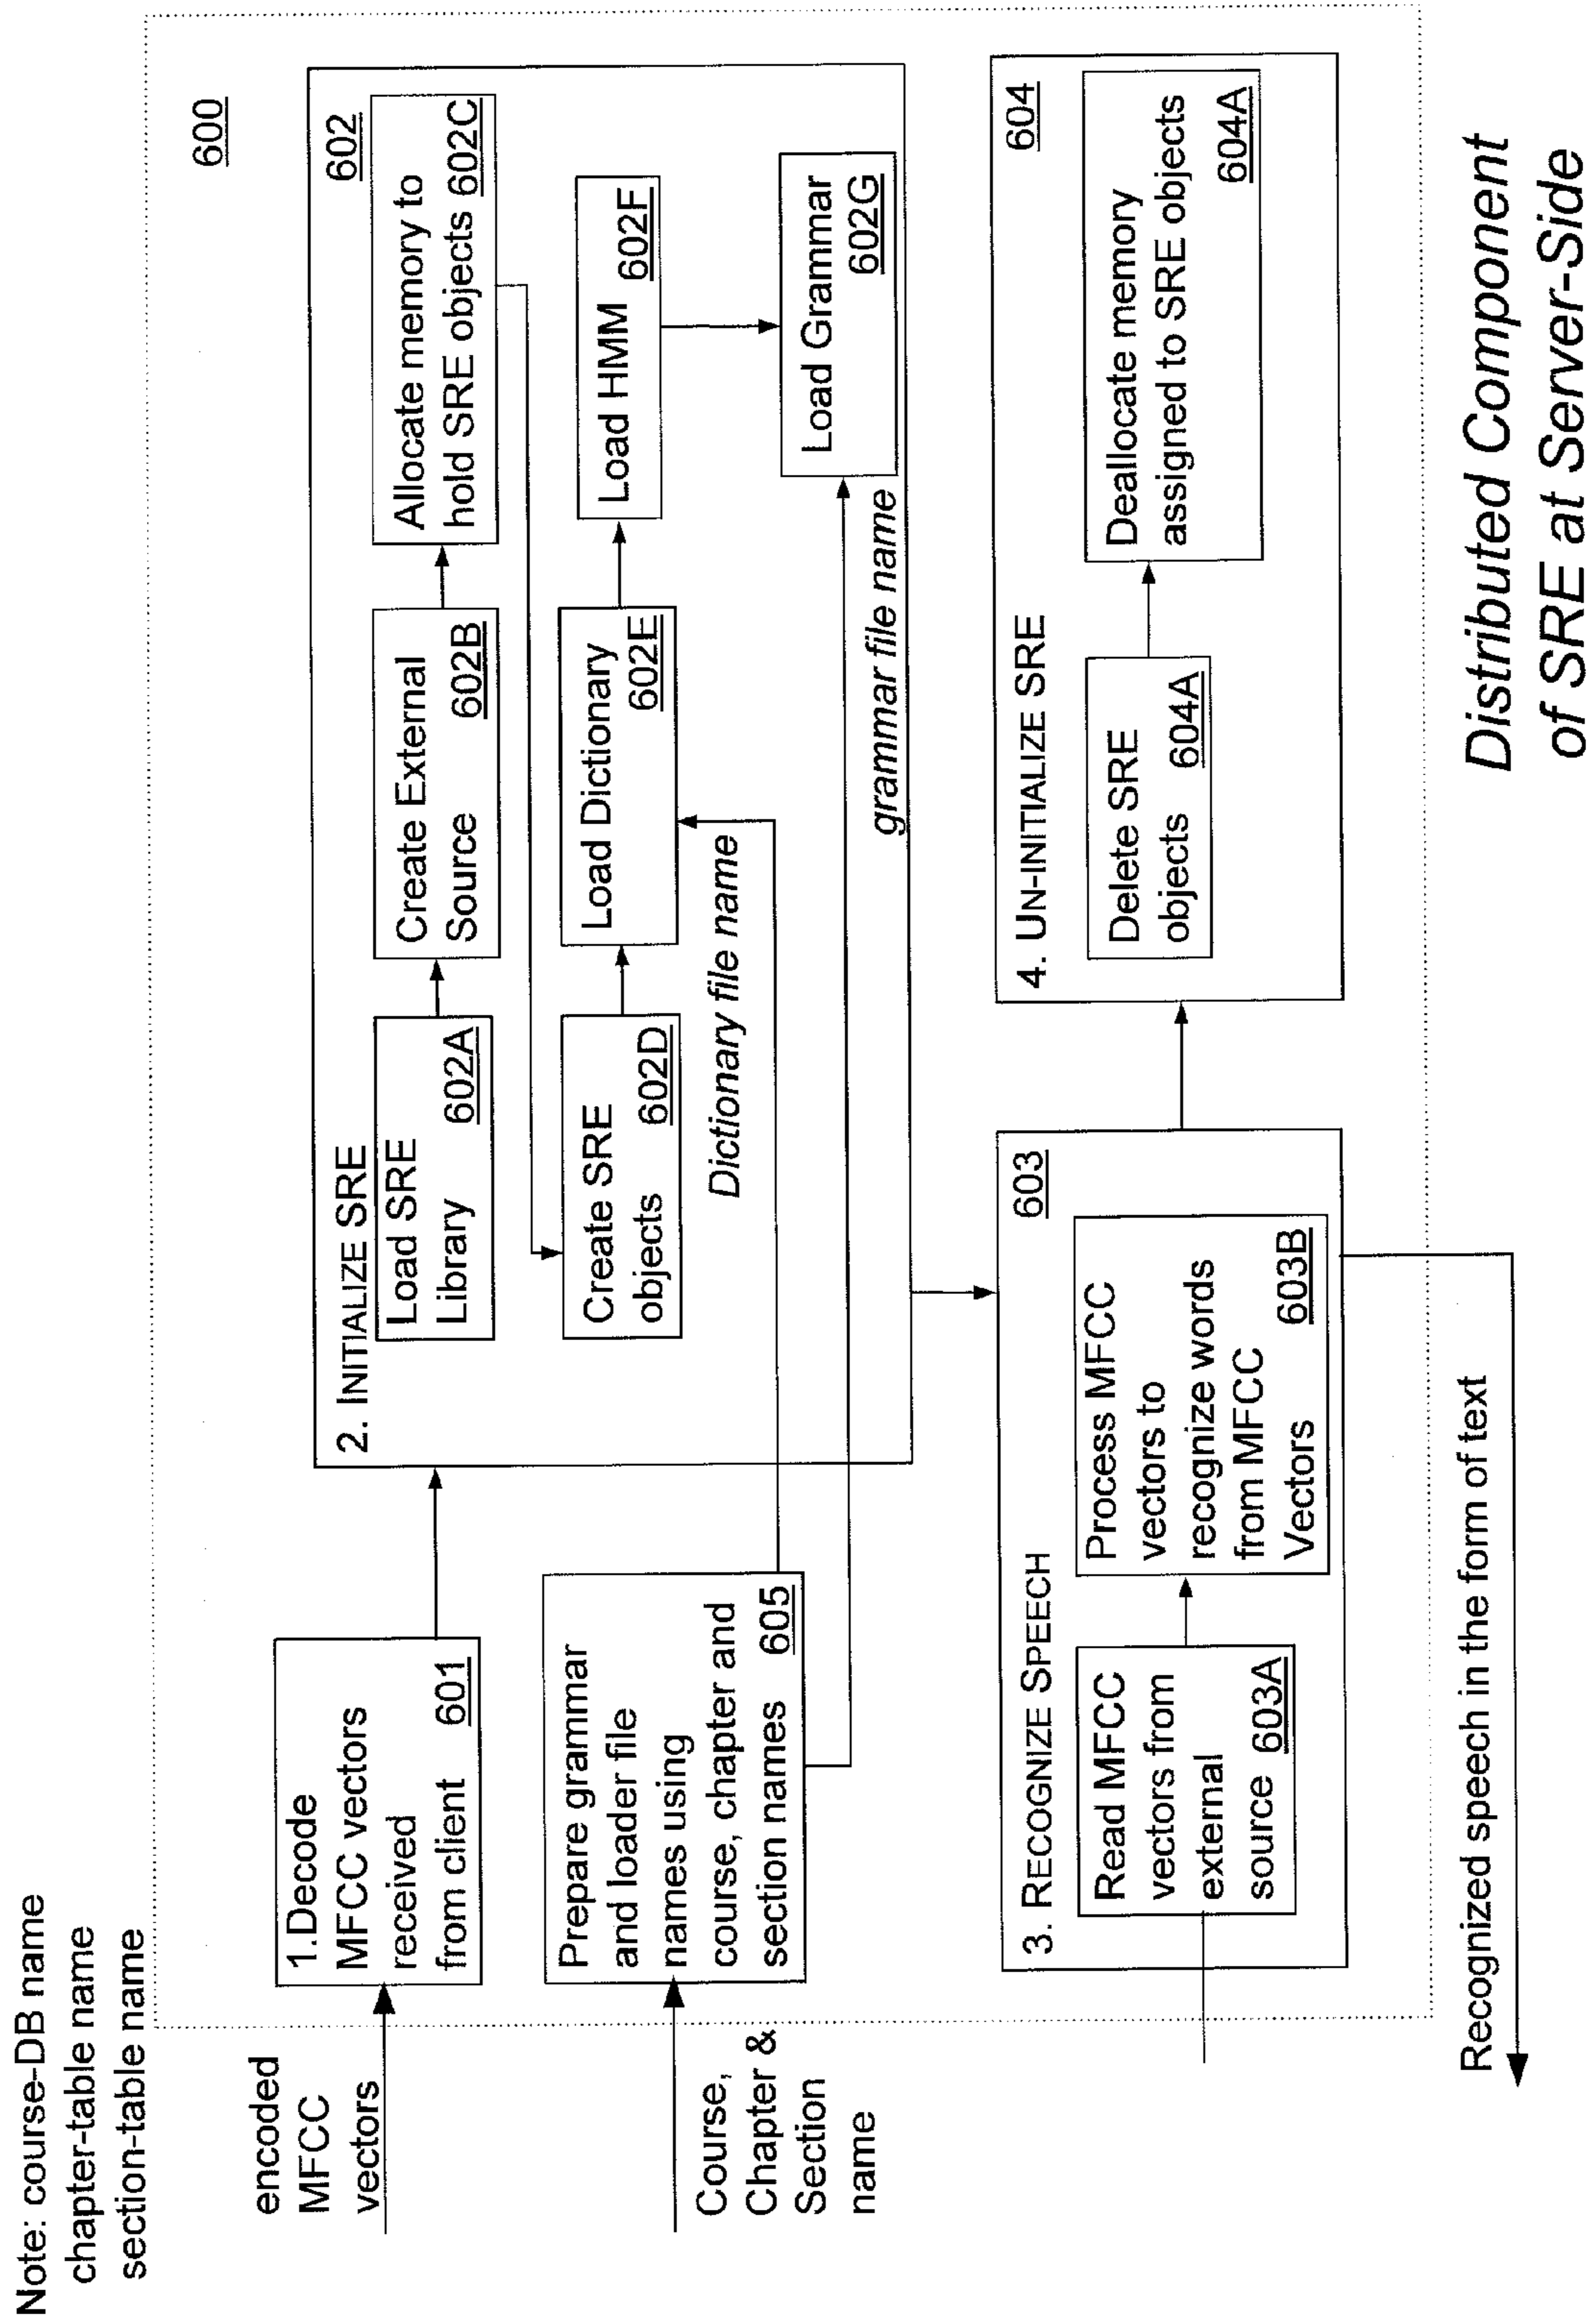 Note: course-DB name
chapter-table name
section-table name
600
encoded
MFCC
vectors
1.Decode
MFCC vectors
received
from client 601
2. INITIALIZE SRE
602
Load SRE
Library 602A
Create External
Source 602B
Allocate memory to
hold SRE objects 602C
Create SRE
objects 602D
Load Dictionary
602E
Load HMM
602F
Load Grammar
602G
Dictionary file name
grammar file name
Course,
Chapter &
Section
name
Prepare grammar
and loader file
names using
course, chapter and
section names 605
3. RECOGNIZE SPEECH
603
Read MFCC
vectors from
external
source 603A
Process MFCC
vectors to
recognize words
from MFCC
Vectors 603B
4. UN-INITIALIZE SRE
604
Delete SRE
objects 604A
Deallocate memory
assigned to SRE objects
604A
Recognized speech in the form of text
Distributed Component
of SRE at Server-Side